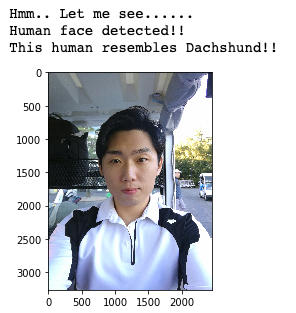 Hmm.. Let me see......
Human face detected!!
This human resembles Dachshund!!
0
500
1000
1500
2000
2500
3000
0 500 1000 1500 2000